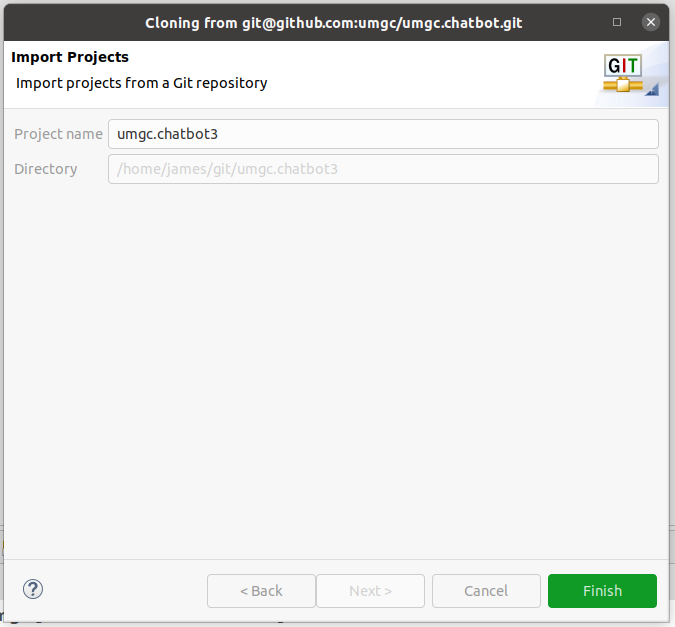 Cloning from git@github.com:umgc/umgc.chatbot.git
Import Projects
Import projects from a Git repository
GIT
Project name umgc.chatbot3
Directory /home/james/git/umgc.chatbot3
? < Back Next > Cancel Finish